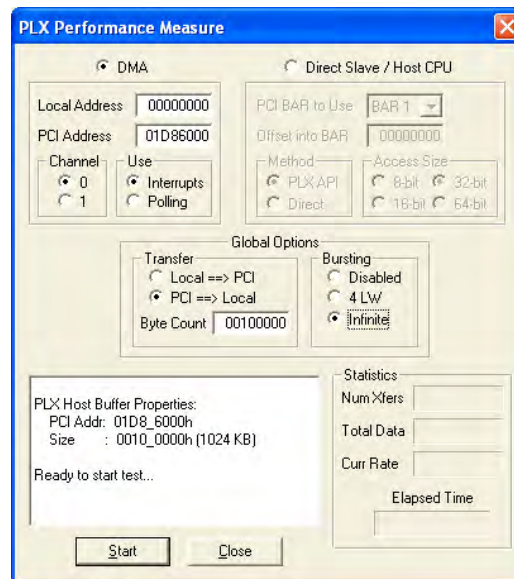 PLX Performance Measure
DMA
Direct Slave / Host CPU
Local Address 00000000
PCI Address 01D86000
Channel
0
1
Use
Interrupts
Polling
PCI BAR to Use BAR 1
Offset into BAR 00000000
Method
PLX API
Direct
Access Size
8-bit 32-bit
16-bit 64-bit
Global Options
Transfer
Local ==> PCI
PCI ==> Local
Byte Count 00100000
Bursting
Disabled
4 LW
Infinite
PLX Host Buffer Properties:
PCI Addr: 01D8_6000h
Size : 0010_0000h (1024 KB)
Ready to start test...
Statistics
Num Xfers
Total Data
Curr Rate
Elapsed Time
Start
Close